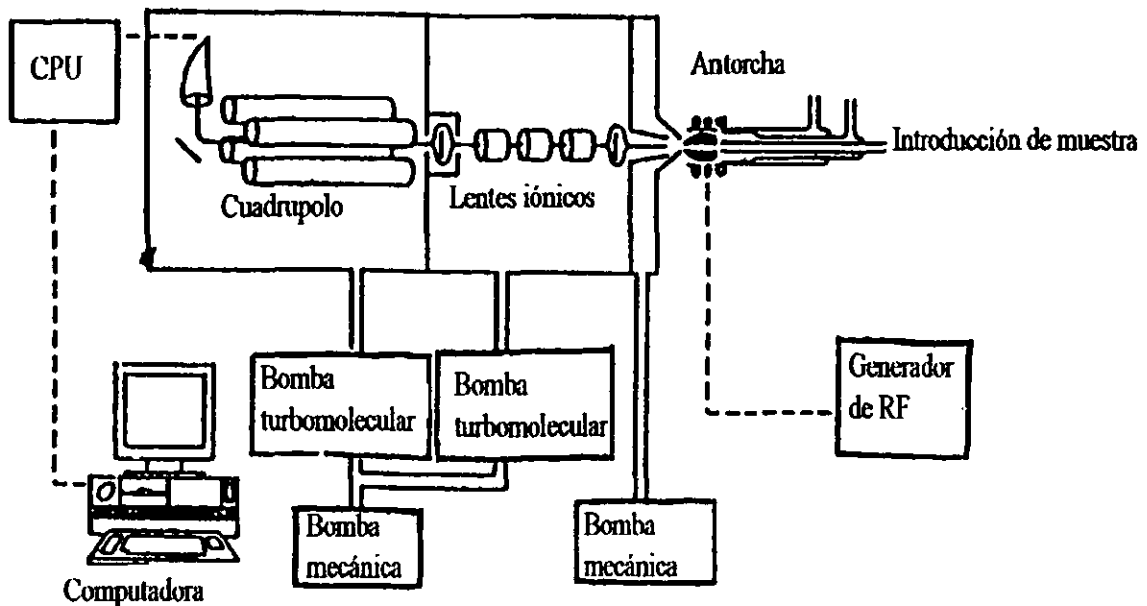 CPU
Antorcha
Introducción de muestra
Cuadrupolo
Lentes iónicos
Bomba
turbomolecular
Bomba
turbomolecular
Generador
de RF
Bomba
mecánica
Bomba
mecánica
Computadora